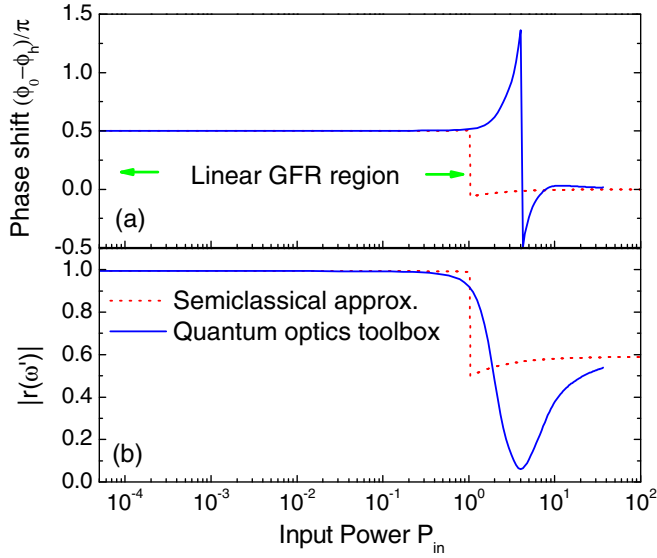 Phase shift (ϕ₀−ϕₕ)/π
1.5
1.0
0.5
0.0
-0.5
Linear GFR region
(a)
|r(ω')|
1.0
0.8
0.6
0.4
0.2
0.0
Semiclassical approx.
Quantum optics toolbox
(b)
10⁻⁴ 10⁻³ 10⁻² 10⁻¹ 10⁰ 10¹ 10²
Input Power Pᵢₙ